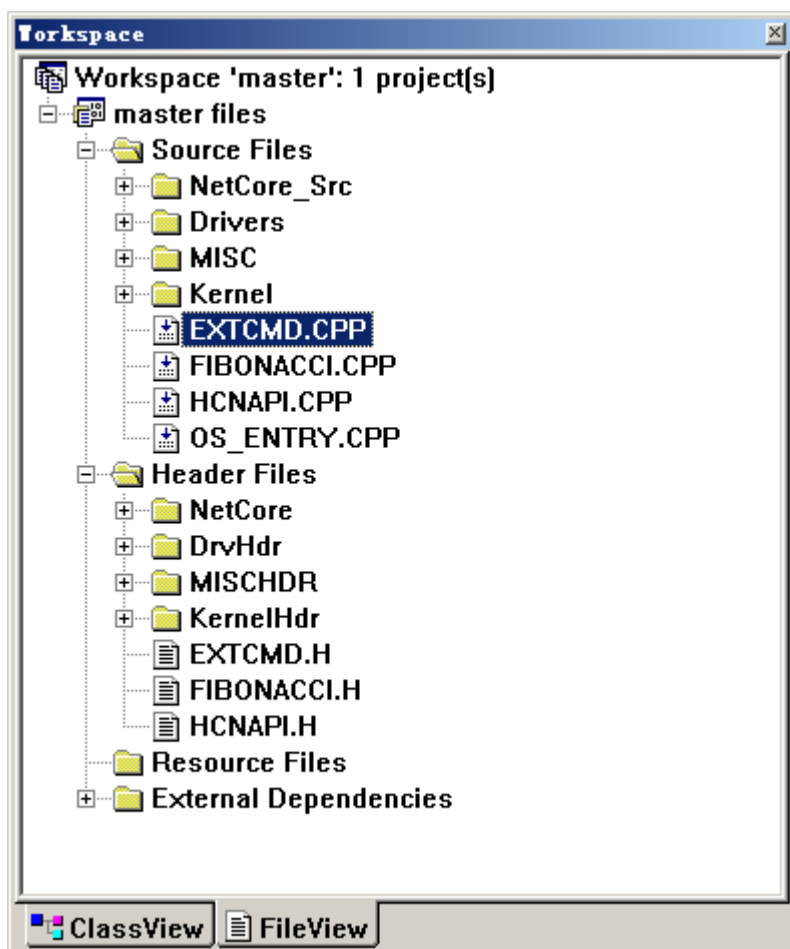 Workspace
Workspace 'master': 1 project(s)
master files
Source Files
NetCore_Src
Drivers
MISC
Kernel
EXTCMD.CPP
FIBONACCI.CPP
HCNAPI.CPP
OS_ENTRY.CPP
Header Files
NetCore
DrvHdr
MISCHDR
KernelHdr
EXTCMD.H
FIBONACCI.H
HCNAPI.H
Resource Files
External Dependencies
ClassView FileView